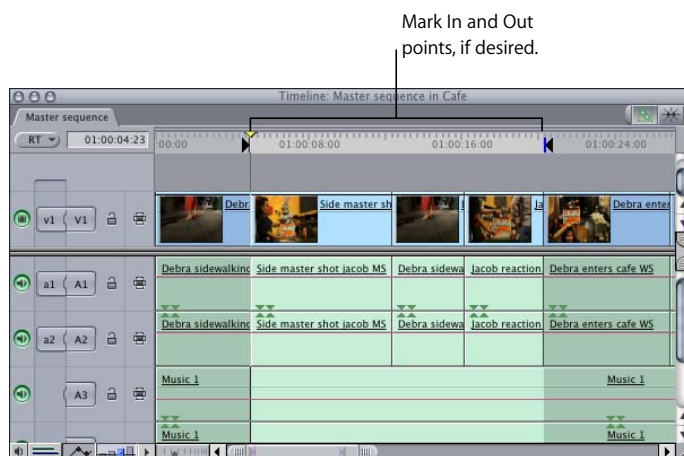 Mark In and Out
points, if desired.
Timeline: Master sequence in Cafe
Master sequence
RT 01:00:04:23 :00:00 01:00:08:00 01:00:16:00 01:00:24:00
v1 V1 Debr Side master sh Ja Debra enter
a1 A1 Debra sidewalking Side master shot jacob MS Debra sidewa Jacob reaction Debra enters cafe WS
a2 A2 Debra sidewalking Side master shot jacob MS Debra sidewa Jacob reaction Debra enters cafe WS
A3 Music 1 Music 1
Music 1 Music 1